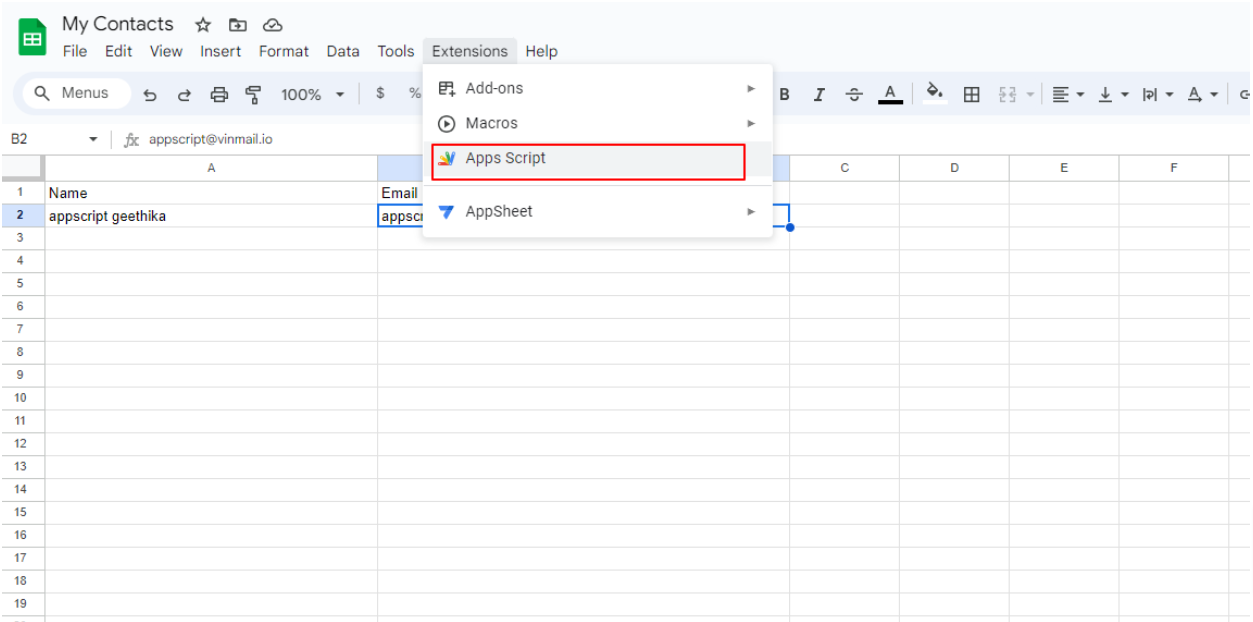 My Contacts
File Edit View Insert Format Data Tools Extensions Help
Menus 100% $ % B I A A
Add-ons
Macros
Apps Script
AppSheet
B2 fx appscript@vinmail.io
A C D E F
1 Name Email
2 appscript geethika appscr
3
4
5
6
7
8
9
10
11
12
13
14
15
16
17
18
19